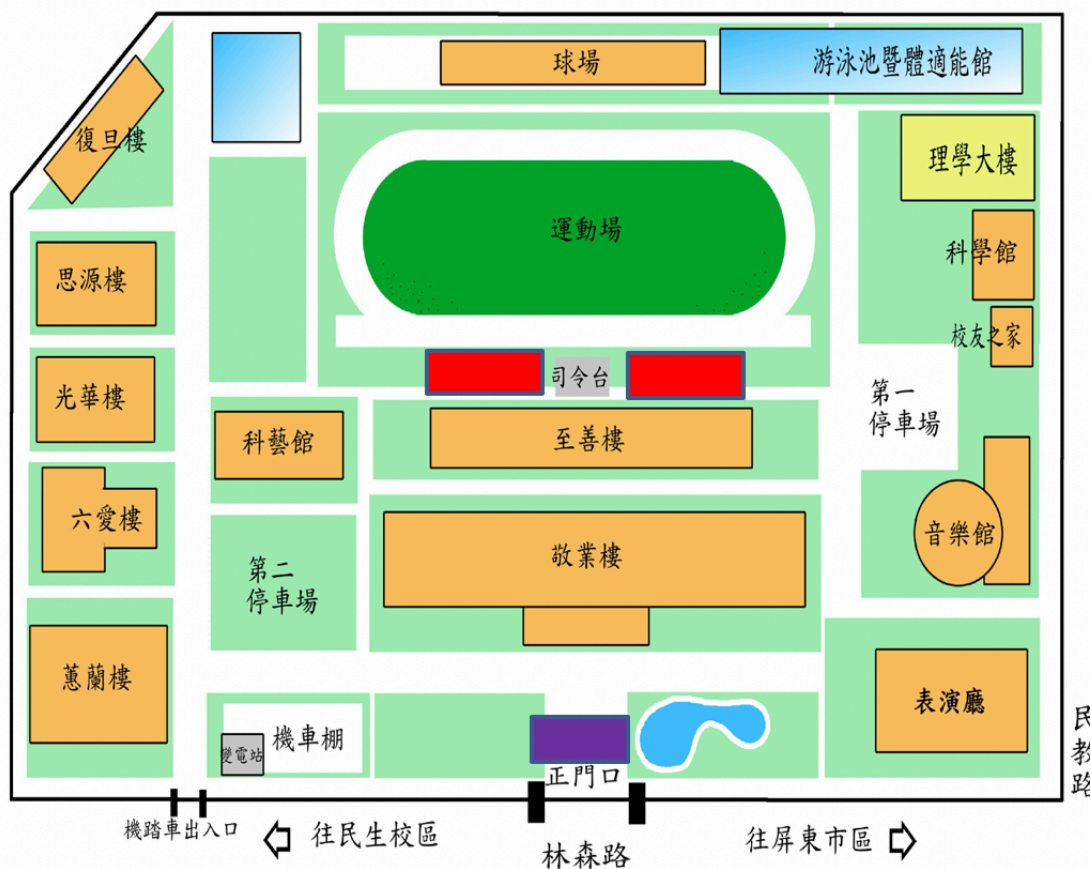 球場
游泳池暨體適能館
復旦樓
理學大樓
運動場
科學館
思源樓
校友之家
司令台
光華樓
第一
停車場
科藝館
至善樓
六愛樓
音樂館
敬業樓
第二
停車場
蕙蘭樓
表演廳
機車棚
變電站
正門口
民
教
路
機踏車出入口
往民生校區
往屏東市區
林森路